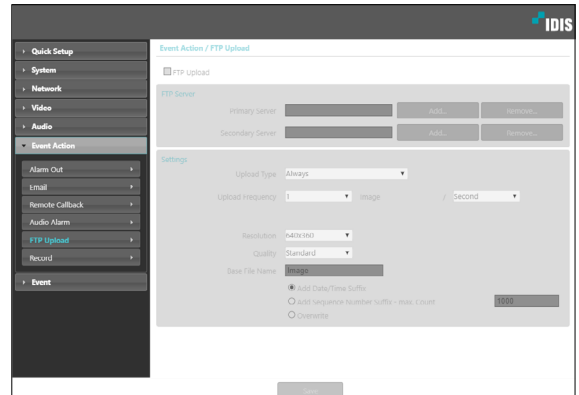 IDIS
Quick Setup
System
Network
Video
Audio
Event Action
Alarm Out
Email
Remote Callback
Audio Alarm
FTP Upload
Record
Event
Event Action / FTP Upload
FTP Upload
FTP Server
Primary Server Add... Remove...
Secondary Server Add... Remove...
Settings
Upload Type Always
Upload Frequency 1 Image / Second
Resolution 640x360
Quality Standard
Base File Name Image
Add Date/Time Suffix
Add Sequence Number Suffix - max. Count 1000
Overwrite
Save